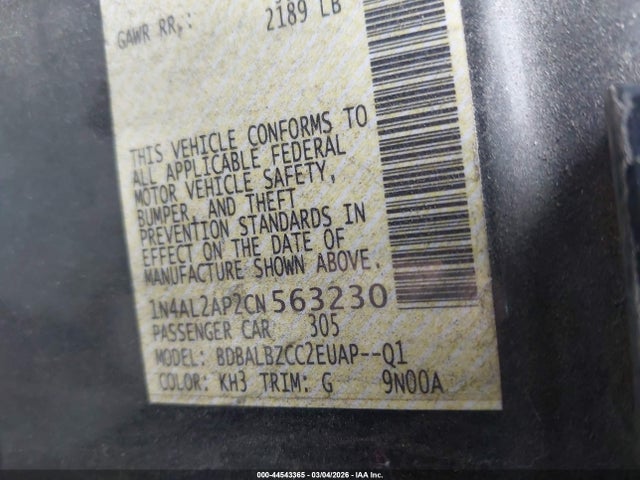 GAWR RR.: 2189 LB
THIS VEHICLE CONFORMS TO
ALL APPLICABLE FEDERAL
MOTOR VEHICLE SAFETY,
BUMPER, AND THEFT
PREVENTION STANDARDS IN
EFFECT ON THE DATE OF
MANUFACTURE SHOWN ABOVE.
1N4AL2AP2CN563230
PASSENGER CAR 305
MODEL: BDBALBZCC2EUAP--Q1
COLOR: KH3 TRIM: G 9N00A
000-44543365 - 03/04/2026 - IAA Inc.